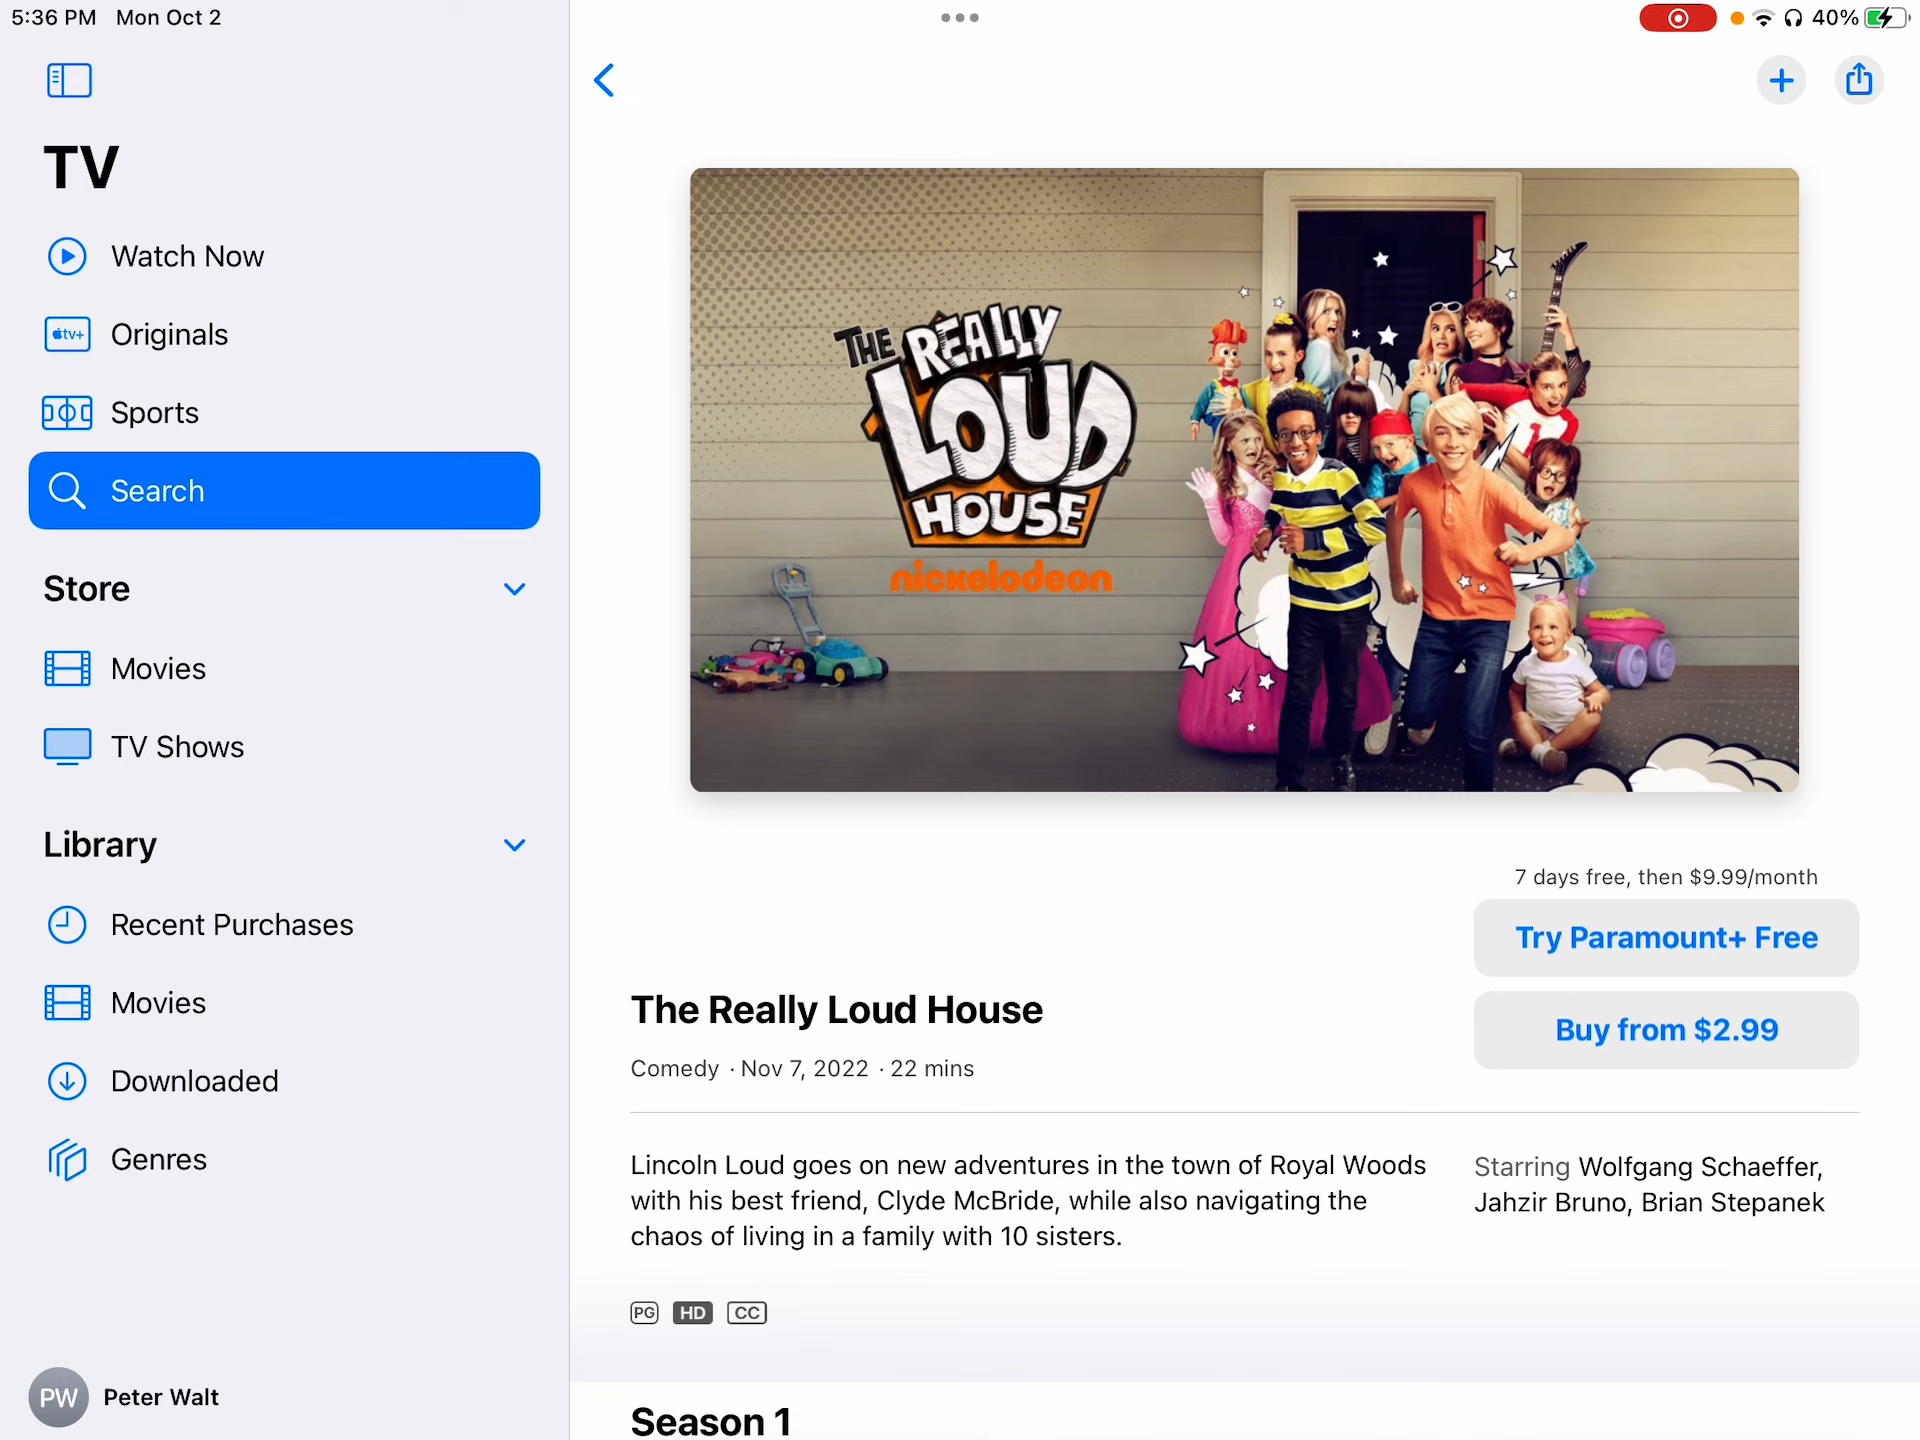 5:36 PM Mon Oct 2
40%
TV
Watch Now
tv+ Originals
Sports
Search
Store
Movies
TV Shows
Library
Recent Purchases
Movies
Downloaded
Genres
PW Peter Walt
THE REALLY
LOUD
HOUSE
nickelodeon
1
7 days free, then $9.99/month
Try Paramount+ Free
Buy from $2.99
The Really Loud House
Comedy · Nov 7, 2022 · 22 mins
Lincoln Loud goes on new adventures in the town of Royal Woods
with his best friend, Clyde McBride, while also navigating the
chaos of living in a family with 10 sisters.
Starring Wolfgang Schaeffer,
Jahzir Bruno, Brian Stepanek
PG HD CC
Season 1